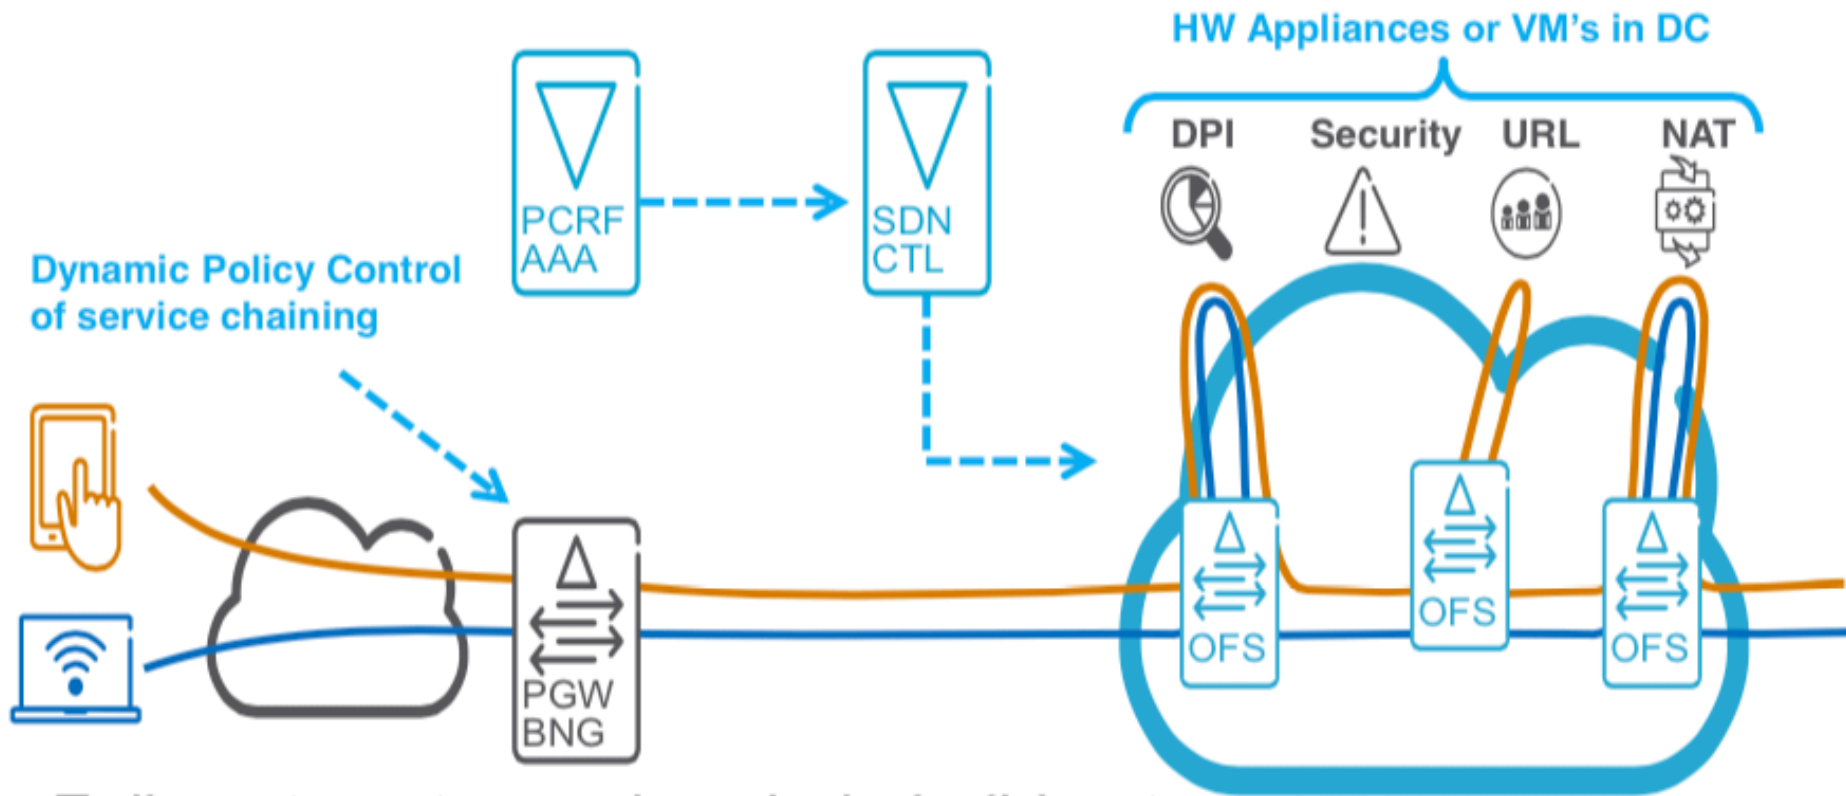 HW Appliances or VM's in DC
DPI Security URL NAT
PCRF
AAA
SDN
CTL
Dynamic Policy Control
of service chaining
PGW
BNG
OFS
OFS
OFS